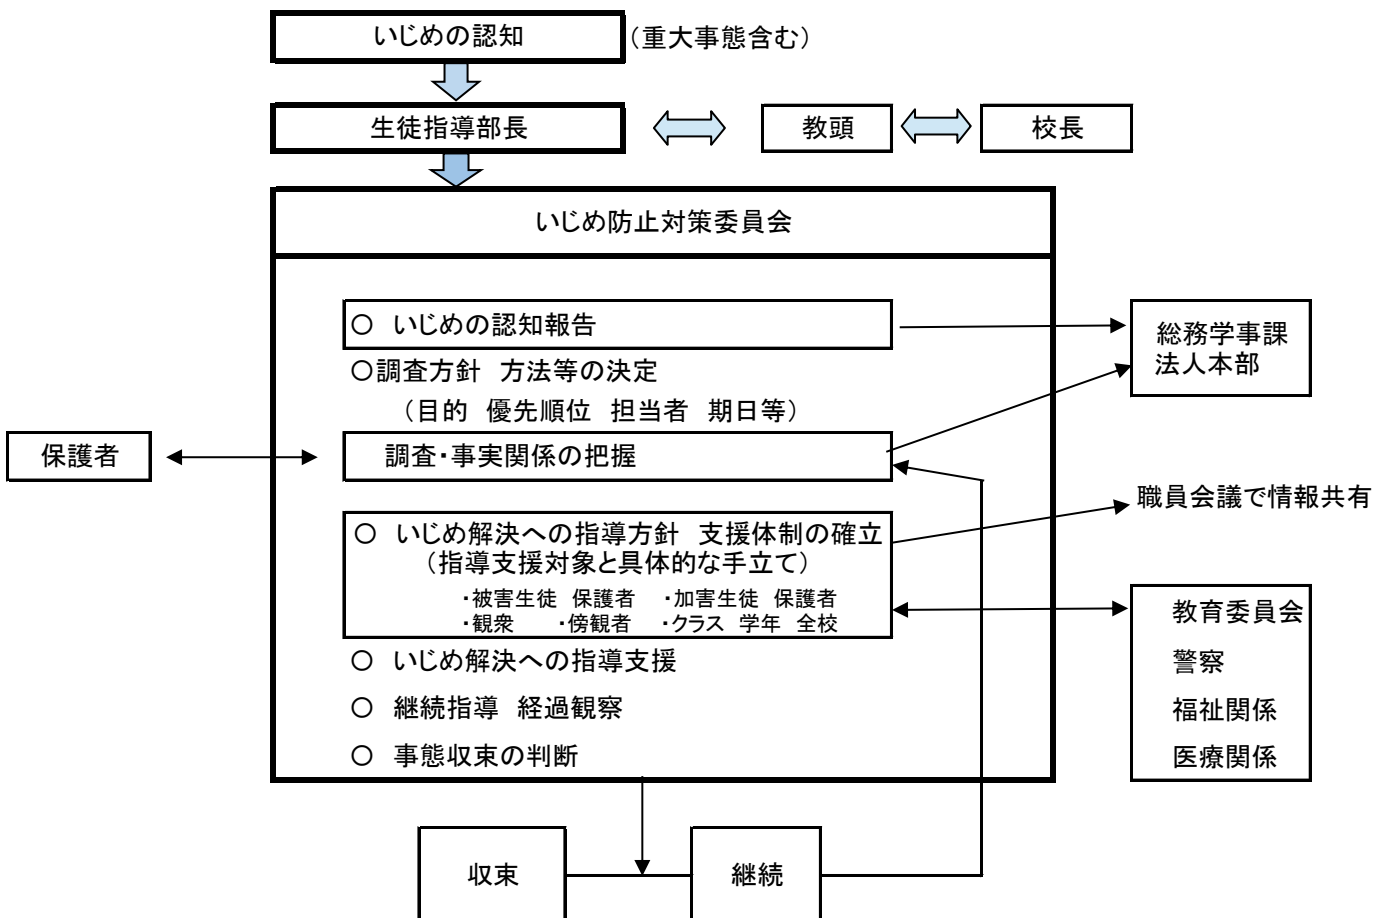 いじめの認知
（重大事態含む）
生徒指導部長
教頭
校長
いじめ防止対策委員会
○　いじめの認知報告
総務学事課
法人本部
○調査方針　方法等の決定
（目的　優先順位　担当者　期日等）
保護者
調査・事実関係の把握
職員会議で情報共有
○　いじめ解決への指導方針　支援体制の確立
（指導支援対象と具体的な手立て）
・被害生徒　保護者　・加害生徒　保護者
・観衆　・傍観者　・クラス　学年　全校
教育委員会
警察
福祉関係
医療関係
○　いじめ解決への指導支援
○　継続指導　経過観察
○　事態収束の判断
収束
継続